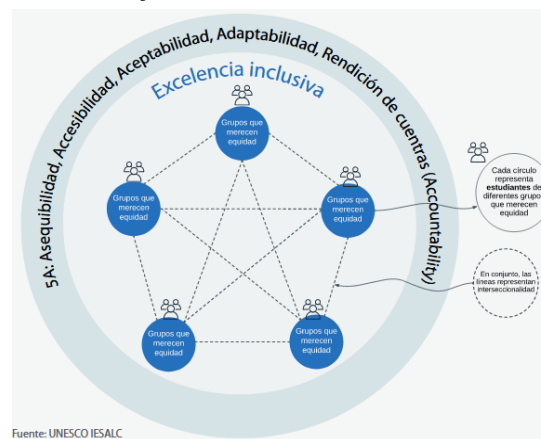 5A: Asequibilidad, Accesibilidad, Aceptabilidad, Adaptabilidad, Rendición de cuentras (Accountability)
Excelencia inclusiva
Grupos que
merecen
equidad
Grupos que
merecen
equidad
Grupos que
merecen
equidad
Cada círculo
representa
estudiantes de
diferentes grupos
que merecen
equidad
En conjunto, las
líneas representan
interseccionalidad
Grupos que
merecen
equidad
Grupos que
merecen
equidad
Fuente: UNESCO IESALC